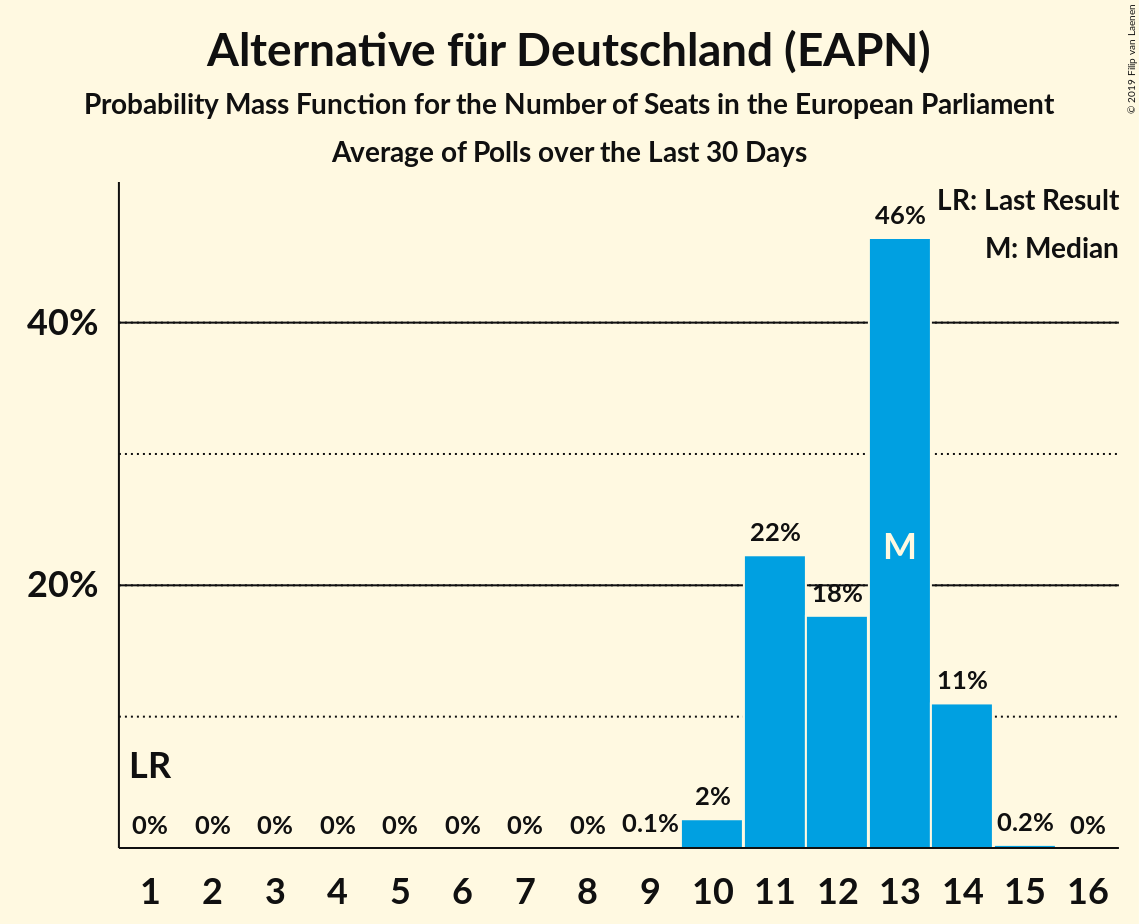 Alternative für Deutschland (EAPN)
Probability Mass Function for the Number of Seats in the European Parliament
Average of Polls over the Last 30 Days
© 2019 Filip van Laenen
LR: Last Result
M: Median
46%
40%
22%
M
20%
18%
11%
LR
2%
0% 0% 0% 0% 0% 0% 0% 0% 0.1% 0.2% 0%
1 2 3 4 5 6 7 8 9 10 11 12 13 14 15 16